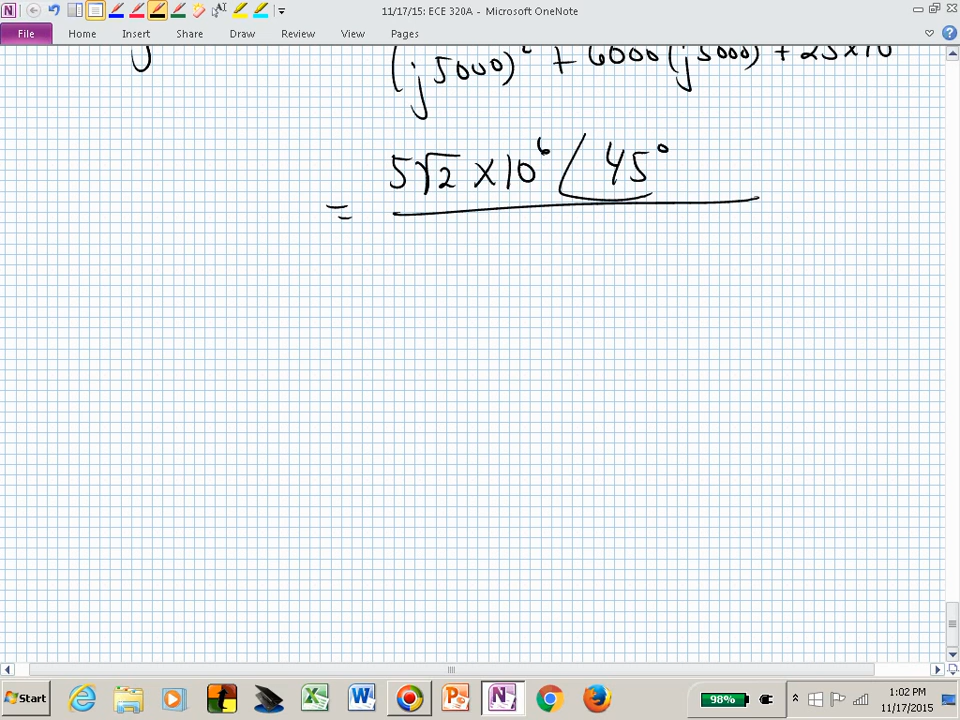 11/17/15: ECE 320A - Microsoft OneNote
File Home Insert Share Draw Review View Pages
(j5000)² + 6000(j5000) + 25×10
5√2 × 10⁶ ∠45°
=
Start 98% 1:02 PM
11/17/2015